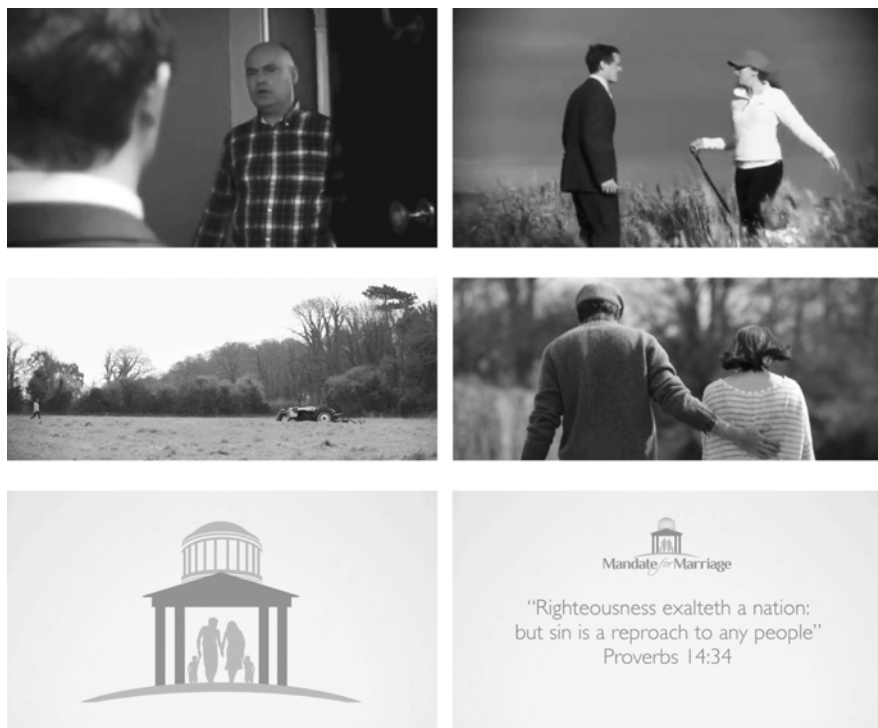 Mandate for Marriage
“Righteousness exalteth a nation:
but sin is a reproach to any people”
Proverbs 14:34